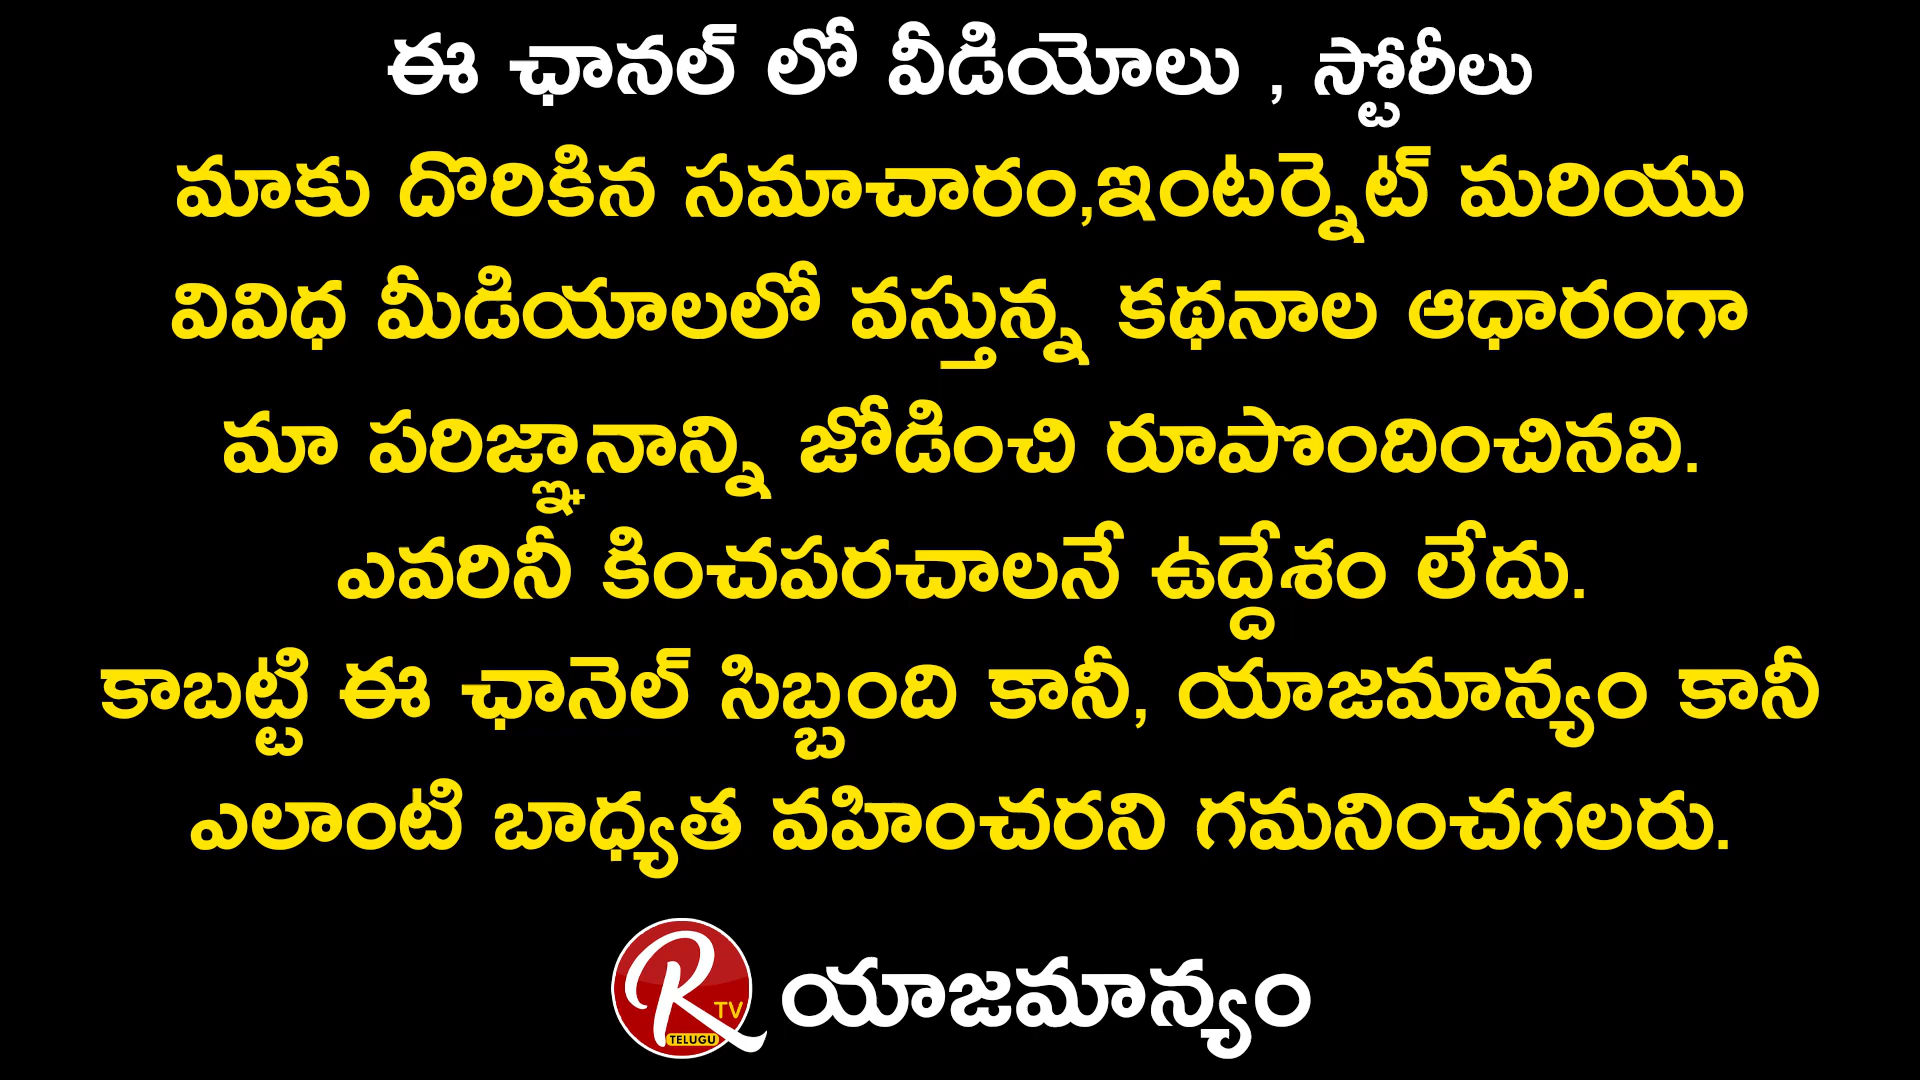 ఈ ఛానల్ లో వీడియోలు , స్టోరీలు
మాకు దొరికిన సమాచారం,ఇంటర్నెట్ మరియు
వివిధ మీడియాలలో వస్తున్న కథనాల ఆధారంగా
మా పరిజ్ఞానాన్ని జోడించి రూపొందించినవి.
ఎవరినీ కించపరచాలనే ఉద్దేశం లేదు.
కాబట్టి ఈ ఛానెల్ సిబ్బంది కానీ, యాజమాన్యం కానీ
ఎలాంటి బాధ్యత వహించరని గమనించగలరు.
R TV TELUGU యాజమాన్యం